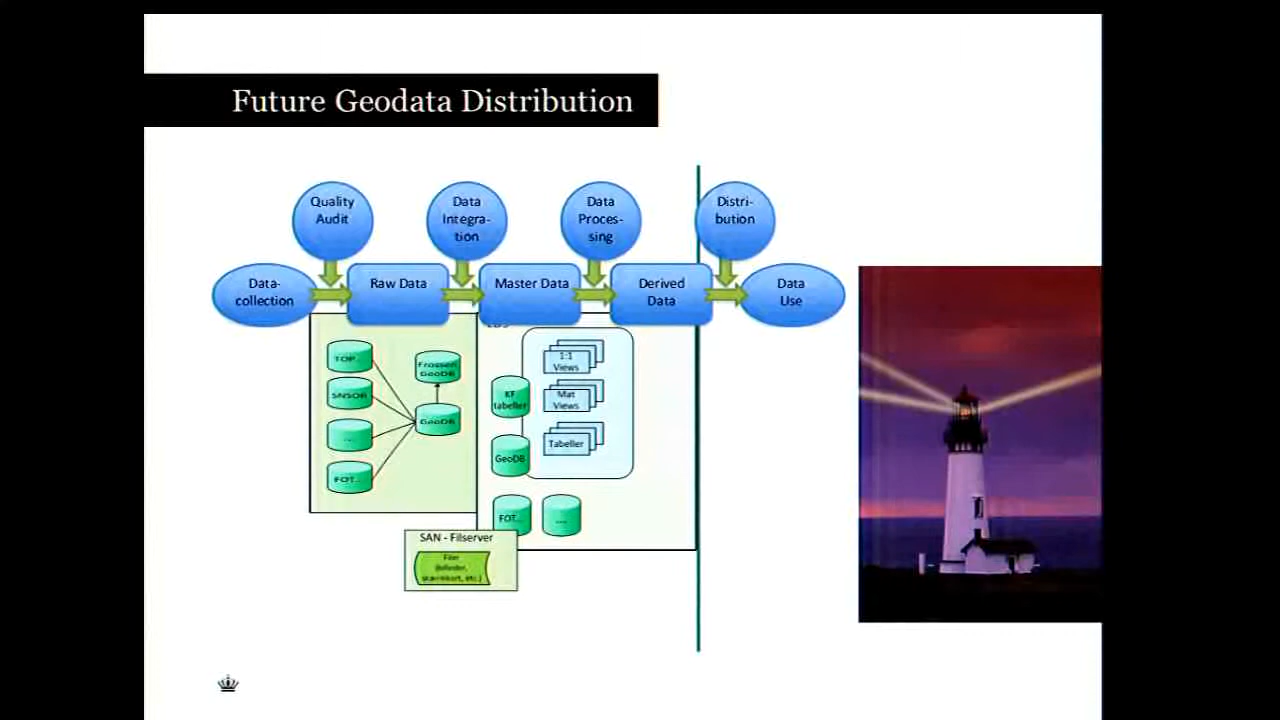 Future Geodata Distribution
Quality
Audit
Data
Integra-
tion
Data
Proces-
sing
Distri-
bution
Data-
collection
Raw Data
Master Data
Derived
Data
Data
Use
TOP...
SNSOR
...
FOT...
Frossen
GeoDB
GeoDB
KF
tabeller
GeoDB
FOT...
...
1:1
Views
Mat
Views
Tabeller
SAN - Filserver
Filer
etc.)